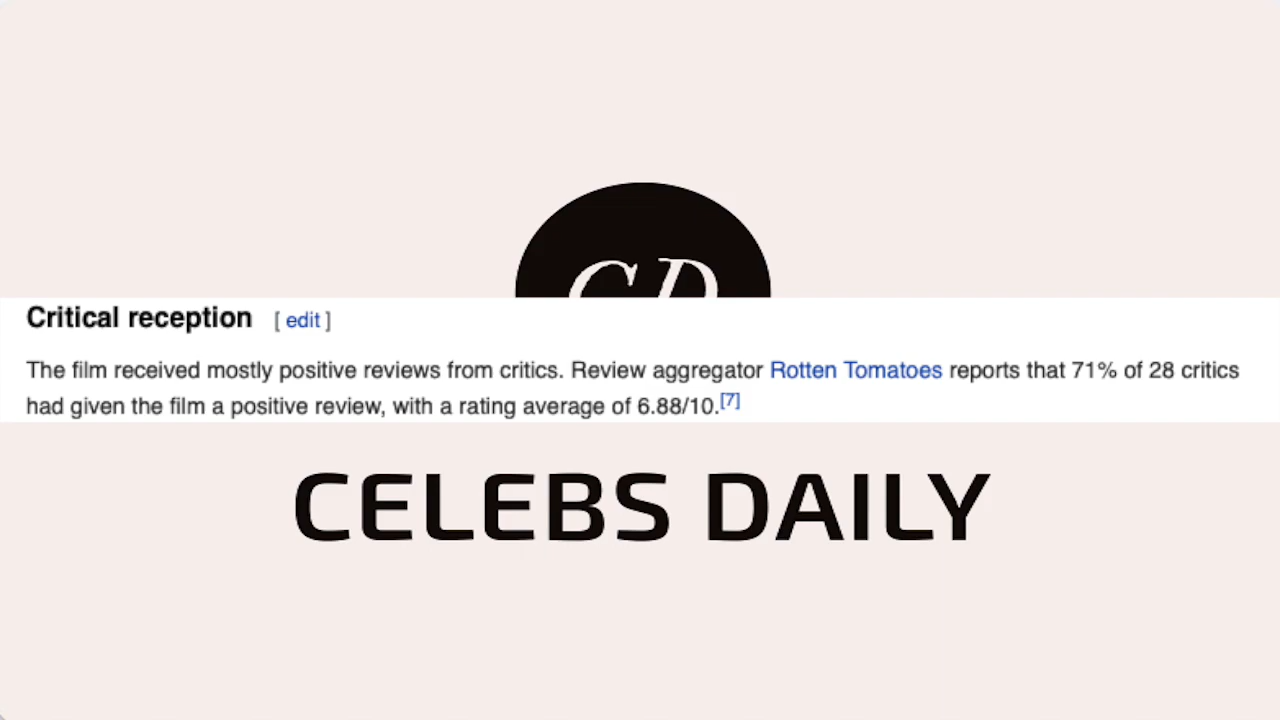 CD
Critical reception [ edit ]
The film received mostly positive reviews from critics. Review aggregator Rotten Tomatoes reports that 71% of 28 critics
had given the film a positive review, with a rating average of 6.88/10.[7]
CELEBS DAILY